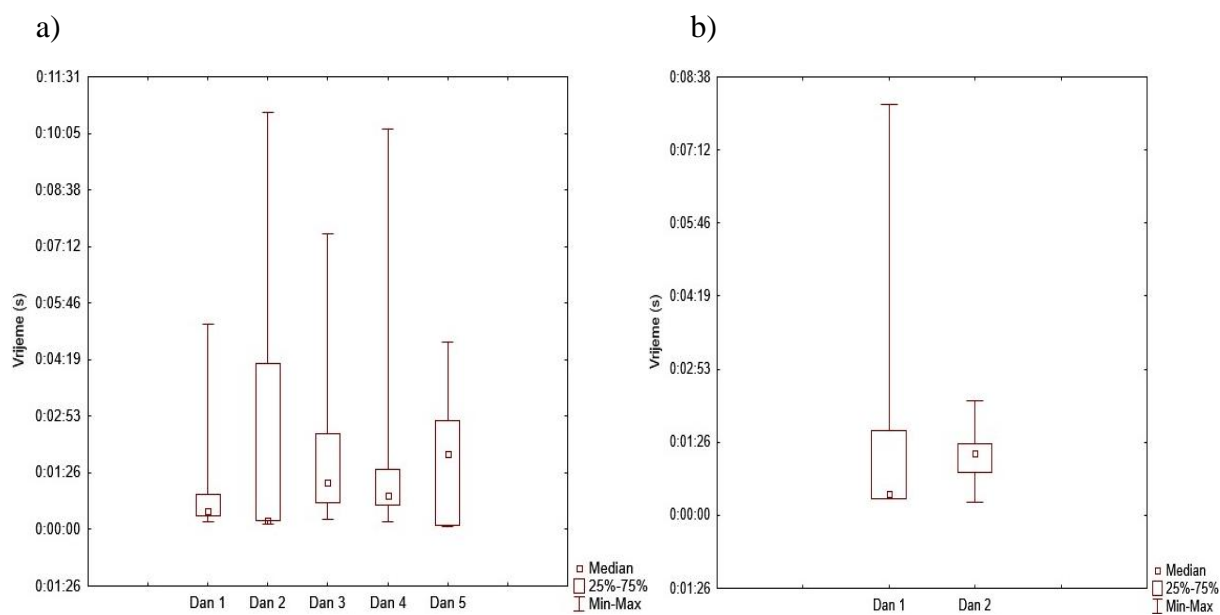 a)
0:11:31
0:10:05
0:08:38
0:07:12
0:05:46
0:04:19
0:02:53
0:01:26
0:00:00
0:01:26
Vrijeme (s)
Dan 1 Dan 2 Dan 3 Dan 4 Dan 5
Median
25%-75%
Min-Max
b)
0:08:38
0:07:12
0:05:46
0:04:19
0:02:53
0:01:26
0:00:00
0:01:26
Vrijeme (s)
Dan 1 Dan 2
Median
25%-75%
Min-Max